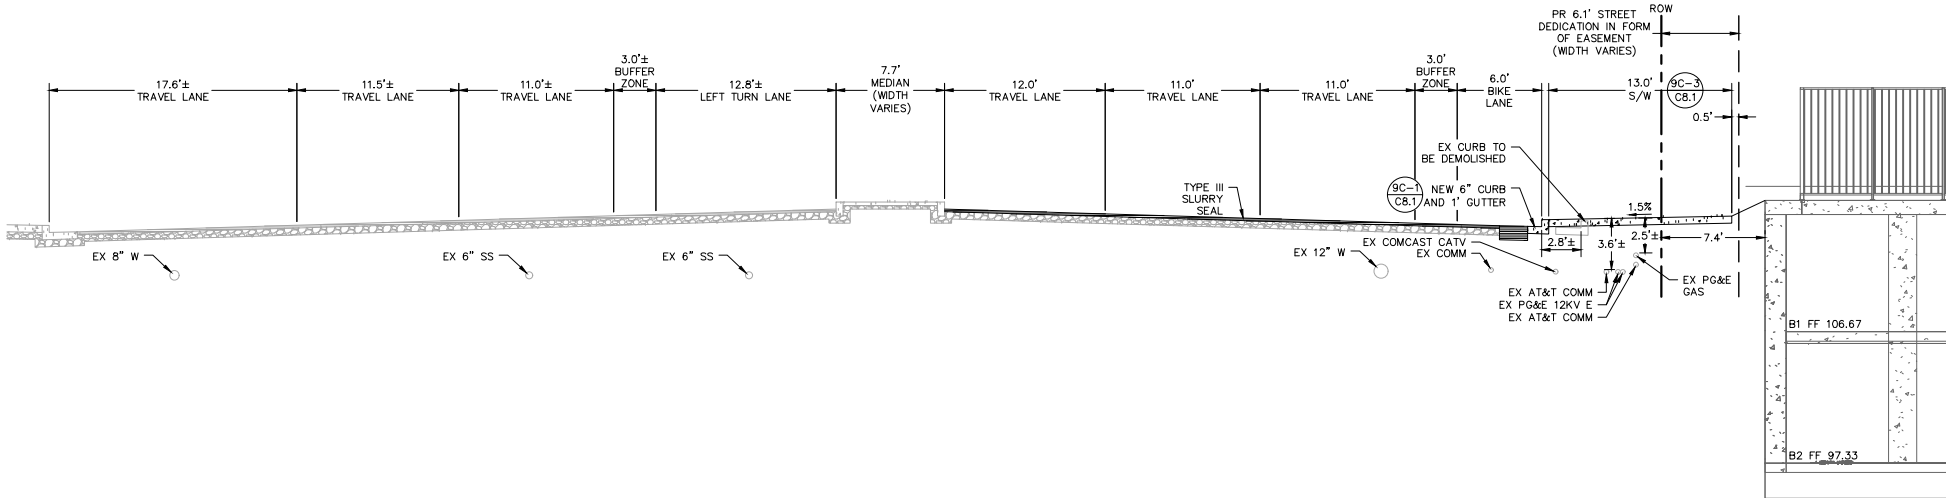 PR 6.1' STREET
DEDICATION IN FORM
OF EASEMENT
(WIDTH VARIES)
ROW
17.6'±
TRAVEL LANE
11.5'±
TRAVEL LANE
11.0'±
TRAVEL LANE
3.0'±
BUFFER
ZONE
12.8'±
LEFT TURN LANE
7.7'
MEDIAN
(WIDTH
VARIES)
12.0'
TRAVEL LANE
11.0'
TRAVEL LANE
11.0'
TRAVEL LANE
3.0'
BUFFER
ZONE
6.0'
BIKE
LANE
13.0'
S/W
9C-3
C8.1
0.5'
EX CURB TO
BE DEMOLISHED
TYPE III
SLURRY
SEAL
9C-1
C8.1
NEW 6" CURB
AND 1' GUTTER
1.5%
EX 8" W
EX 6" SS
EX 6" SS
EX 12" W
EX COMCAST CATV
EX COMM
2.8'±
3.6'±
2.5'±
7.4'
EX AT&T COMM
EX PG&E 12KV E
EX AT&T COMM
EX PG&E
GAS
B1 FF 106.67
B2 FF 97.33